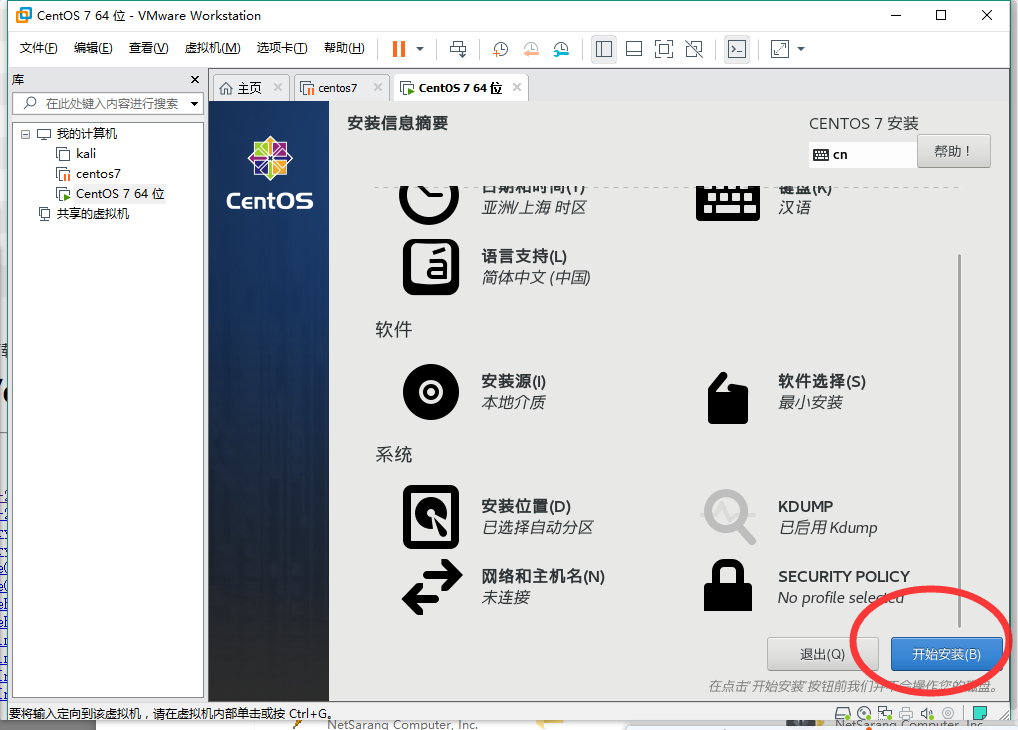 CentOS 7 64 位 - VMware Workstation
文件(F) 编辑(E) 查看(V) 虚拟机(M) 选项卡(T) 帮助(H)
库
主页 centos7 CentOS 7 64 位
在此处键入内容进行搜索
我的计算机
kali
centos7
CentOS 7 64 位
共享的虚拟机
CentOS
安装信息摘要
CENTOS 7 安装
cn
帮助！
日期和时间(T)
亚洲/上海 时区
键盘(K)
汉语
语言支持(L)
简体中文 (中国)
软件
安装源(I)
本地介质
软件选择(S)
最小安装
系统
安装位置(D)
已选择自动分区
KDUMP
已启用 Kdump
网络和主机名(N)
未连接
SECURITY POLICY
No profile selected
退出(Q) 开始安装(B)
在点击'开始安装'按钮前我们并不会操作您的磁盘。
要将输入定向到该虚拟机，请在虚拟机内部单击或按 Ctrl+G。
NetSarang Computer, Inc.
NetSarang Computer, Inc.